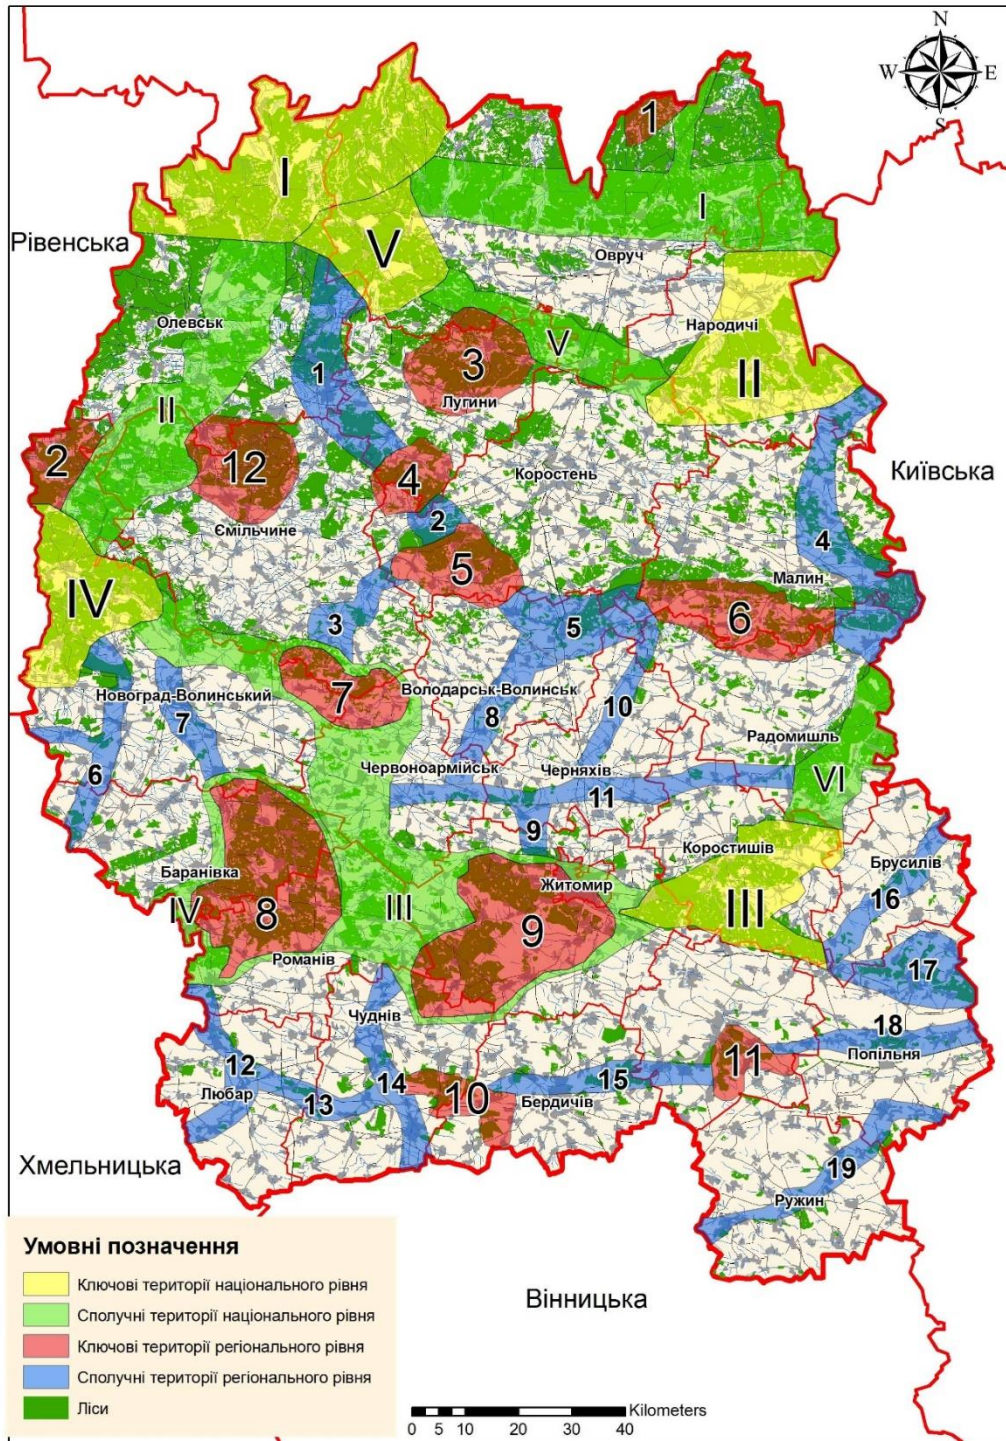 N
W E
S
1
I
I
Рівенська
V
Овруч
Олевськ
Народичі
V
1
3
II
Лугини
II
2
12
4
Коростень
Київська
Ємільчине
2
4
5
Малин
IV
3
5
6
7
Новоград-Волинський
Володарськ-Волинськ
7
8
10
Радомишль
6
Червоноармійськ
Черняхів
VI
11
9
Коростишів
Брусилів
Баранівка
Житомир
16
IV
8
III
9
III
Романів
17
Чуднів
18
Попільня
12
11
Любар
14
15
13
10
Бердичів
Хмельницька
19
Ружин
Вінницька
Умовні позначення
Ключові території національного рівня
Сполучні території національного рівня
Ключові території регіонального рівня
Сполучні території регіонального рівня
Ліси
Kilometers
0 5 10 20 30 40